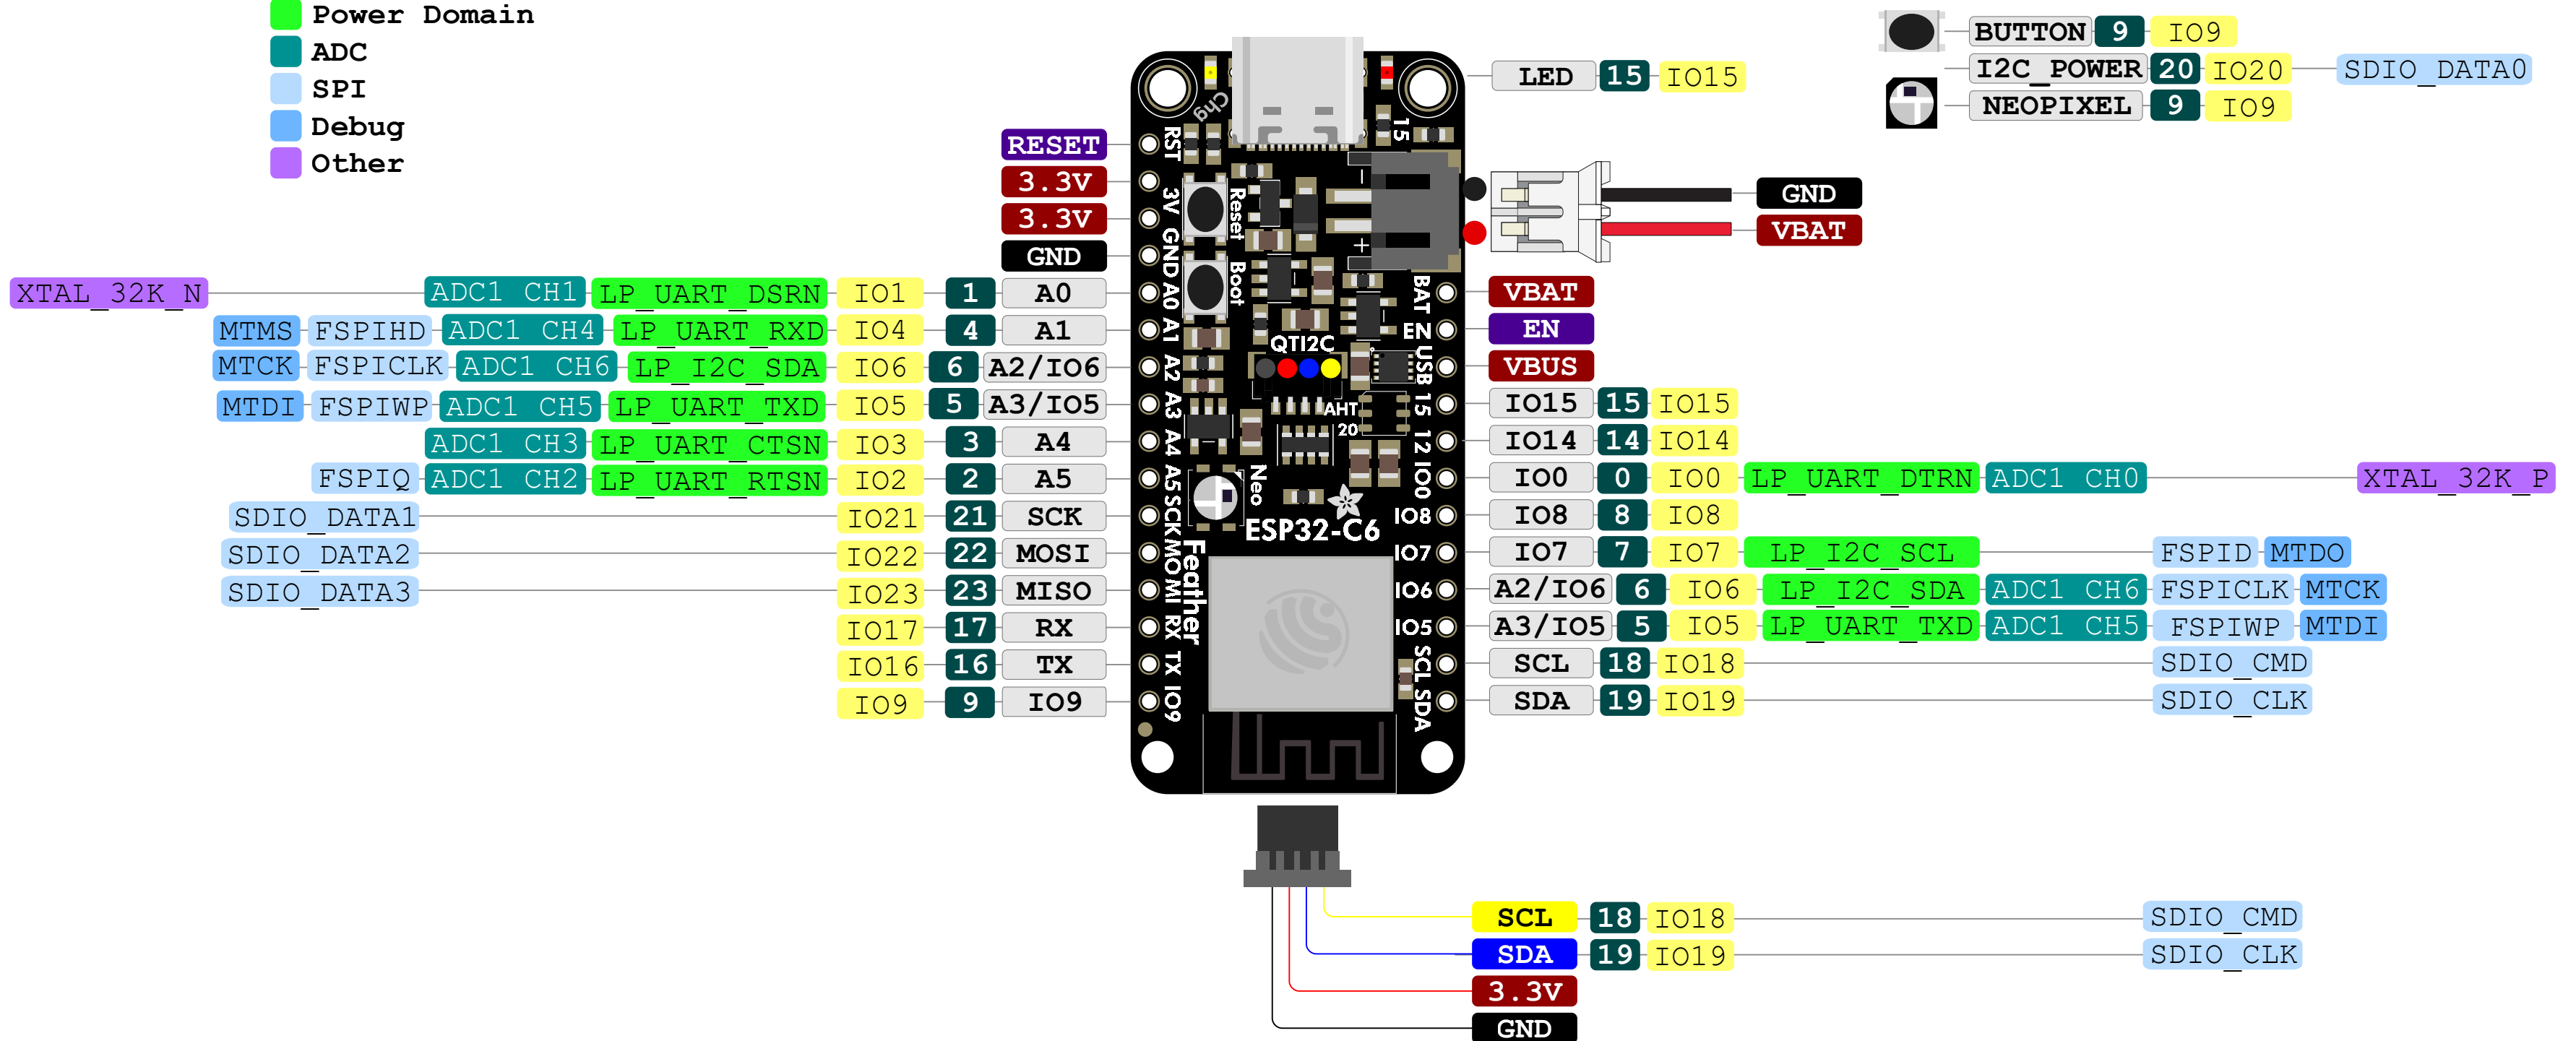 Power Domain
ADC
SPI
Debug
Other
BUTTON 9 IO9
I2C_POWER 20 IO20 SDIO_DATA0
NEOPIXEL 9 IO9
LED 15 IO15
RESET
3.3V
3.3V
GND
XTAL_32K_N ADC1_CH1 LP_UART_DSRN IO1 1 A0
MTMS FSPIHD ADC1_CH4 LP_UART_RXD IO4 4 A1
MTCK FSPICLK ADC1_CH6 LP_I2C_SDA IO6 6 A2/IO6
MTDI FSPIWP ADC1_CH5 LP_UART_TXD IO5 5 A3/IO5
ADC1_CH3 LP_UART_CTSN IO3 3 A4
FSPIQ ADC1_CH2 LP_UART_RTSN IO2 2 A5
SDIO_DATA1 IO21 21 SCK
SDIO_DATA2 IO22 22 MOSI
SDIO_DATA3 IO23 23 MISO
IO17 17 RX
IO16 16 TX
IO9 9 IO9
Chg
15
RST
3V
GND
A0
A1
A2
A3
A4
A5
SCK
MO
MI
RX
TX
IO9
Reset
Boot
-
+
QTI2C
AHT
20
Neo
ESP32-C6
Feather
BAT
EN
USB
15
12
IO0
IO8
IO7
IO6
IO5
SCL
SDA
GND
VBAT
VBAT
EN
VBUS
IO15 15 IO15
IO14 14 IO14
IO0 0 IO0 LP_UART_DTRN ADC1_CH0 XTAL_32K_P
IO8 8 IO8
IO7 7 IO7 LP_I2C_SCL FSPID MTDO
A2/IO6 6 IO6 LP_I2C_SDA ADC1_CH6 FSPICLK MTCK
A3/IO5 5 IO5 LP_UART_TXD ADC1_CH5 FSPIWP MTDI
SCL 18 IO18 SDIO_CMD
SDA 19 IO19 SDIO_CLK
SCL 18 IO18 SDIO_CMD
SDA 19 IO19 SDIO_CLK
3.3V
GND